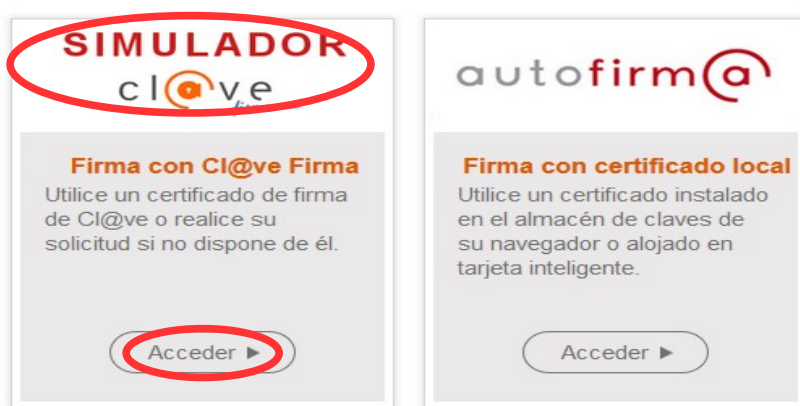 SIMULADOR
cl@ve
firma
Firma con Cl@ve Firma
Utilice un certificado de firma
de Cl@ve o realice su
solicitud si no dispone de él.
Acceder ►
autofirm@
Firma con certificado local
Utilice un certificado instalado
en el almacén de claves de
su navegador o alojado en
tarjeta inteligente.
Acceder ►